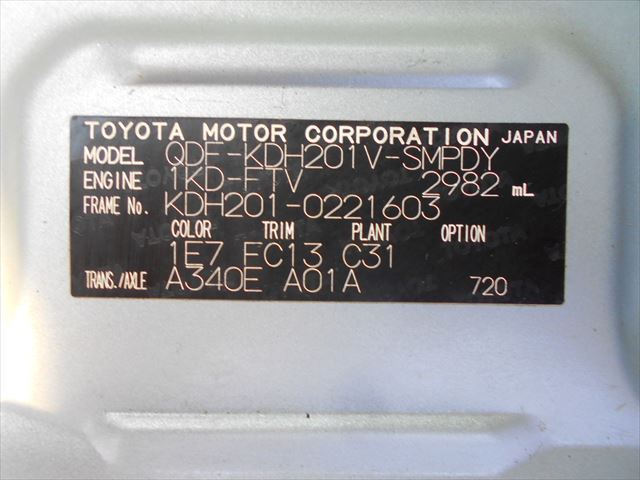 TOYOTA MOTOR CORPORATION JAPAN
MODEL QDF-KDH201V-SMPDY
ENGINE 1KD-FTV 2982 mL
FRAME No. KDH201-0221603
COLOR TRIM PLANT OPTION
1E7 FC13 C31
TRANS./AXLE A340E A01A 720